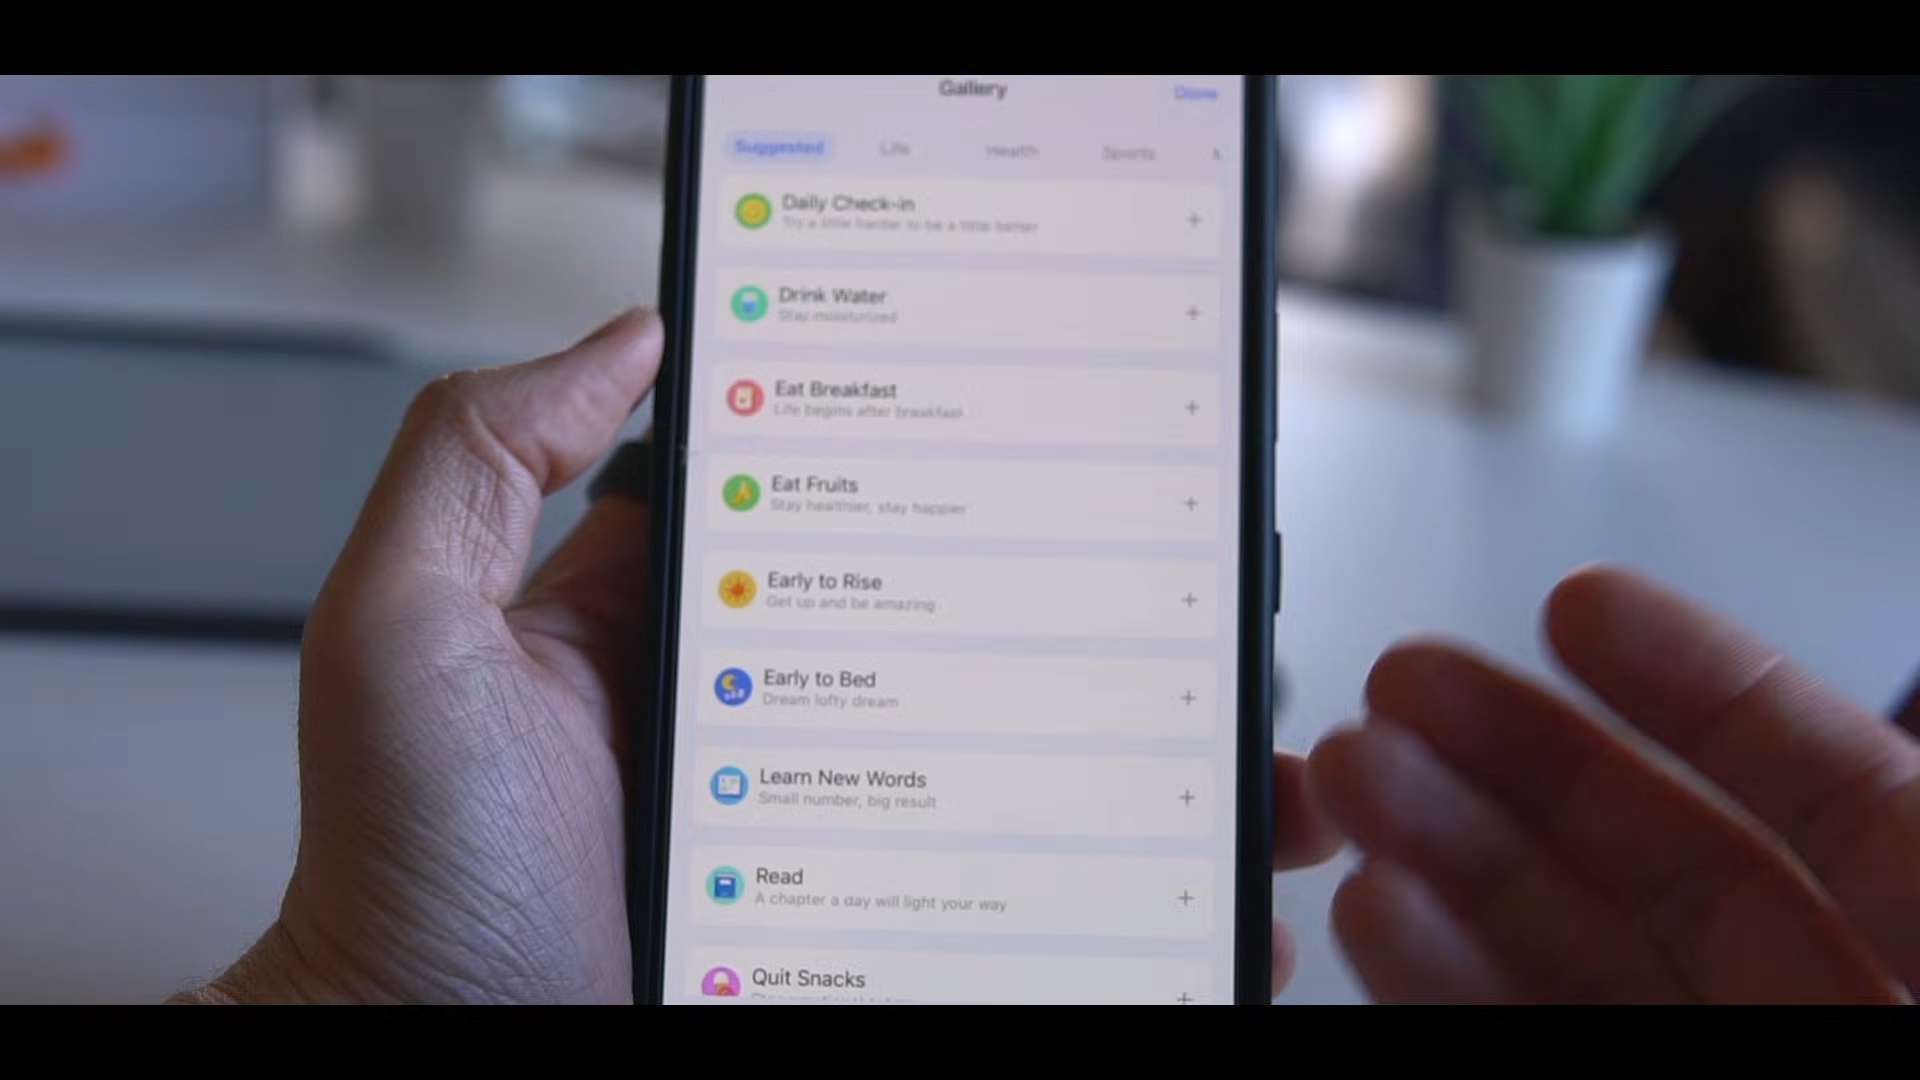 Gallery
Done
Suggested Life Health Sports
Daily Check-in
Try a little harder to be a little better
Drink Water
Stay moisturized
Eat Breakfast
Life begins after breakfast
Eat Fruits
Stay healthier, stay happier
Early to Rise
Get up and be amazing
Early to Bed
Dream lofty dream
Learn New Words
Small number, big result
Read
A chapter a day will light your way
Quit Snacks